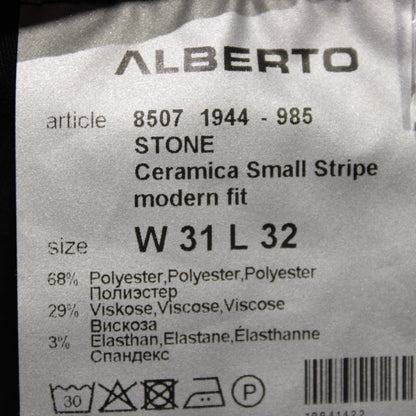 ALBERTO
article 8507 1944 - 985
STONE
Ceramica Small Stripe
modern fit
size W 31 L 32
68% Polyester,Polyester,Polyester
Полиэстер
29% Viskose,Viscose,Viscose
Вискоза
3% Elasthan,Elastane,Élasthanne
Спандекс
30 P